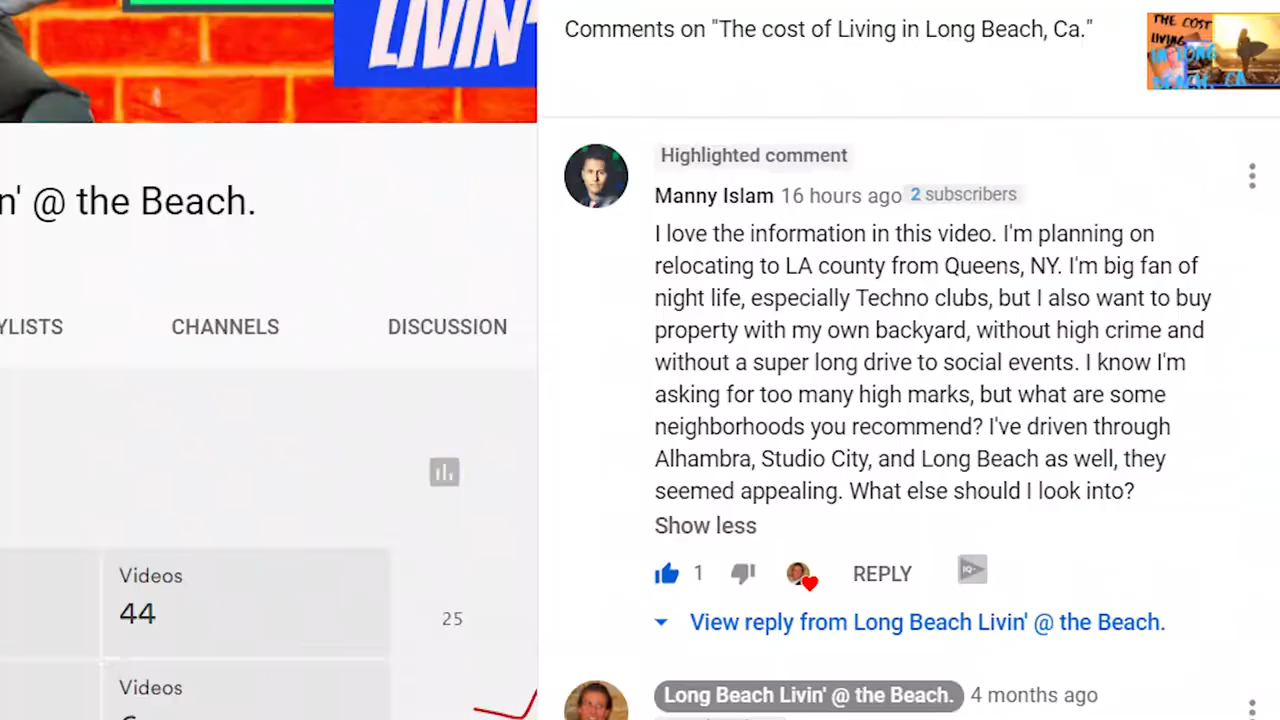 LIVIN'
n' @ the Beach.
YLISTS
CHANNELS
DISCUSSION
Videos
44
25
Videos
Comments on "The cost of Living in Long Beach, Ca."
THE COST
LIVING
IN LONG
BEACH, CA
Highlighted comment
Manny Islam 16 hours ago 2 subscribers
I love the information in this video. I'm planning on
relocating to LA county from Queens, NY. I'm big fan of
night life, especially Techno clubs, but I also want to buy
property with my own backyard, without high crime and
without a super long drive to social events. I know I'm
asking for too many high marks, but what are some
neighborhoods you recommend? I've driven through
Alhambra, Studio City, and Long Beach as well, they
seemed appealing. What else should I look into?
Show less
1
REPLY
View reply from Long Beach Livin' @ the Beach.
Long Beach Livin' @ the Beach. 4 months ago